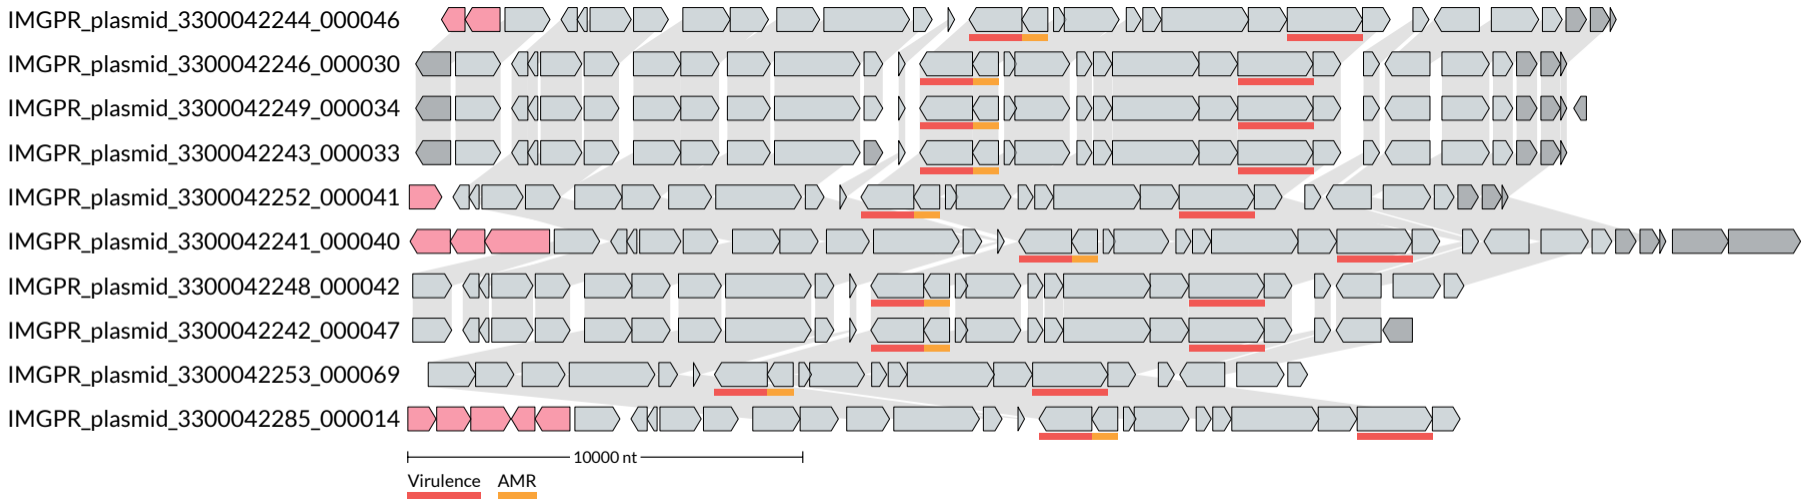 IMGPR_plasmid_3300042244_000046
IMGPR_plasmid_3300042246_000030
IMGPR_plasmid_3300042249_000034
IMGPR_plasmid_3300042243_000033
IMGPR_plasmid_3300042252_000041
IMGPR_plasmid_3300042241_000040
IMGPR_plasmid_3300042248_000042
IMGPR_plasmid_3300042242_000047
IMGPR_plasmid_3300042253_000069
IMGPR_plasmid_3300042285_000014
10000 nt
Virulence AMR